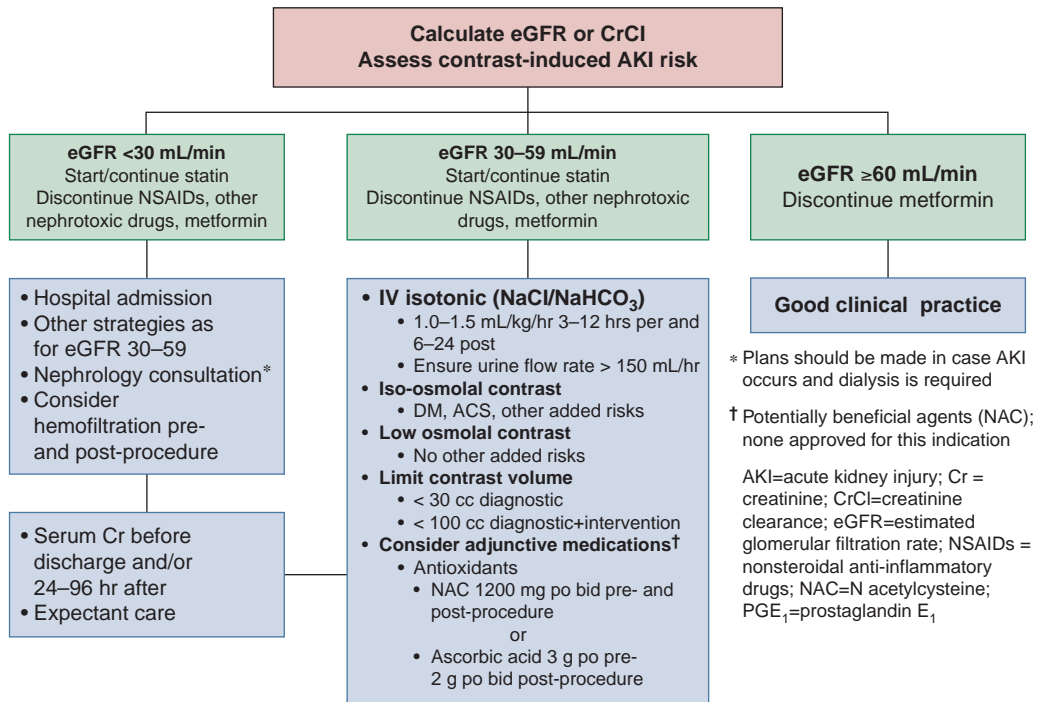 Calculate eGFR or CrCl
Assess contrast-induced AKI risk
eGFR <30 mL/min
Start/continue statin
Discontinue NSAIDs, other
nephrotoxic drugs, metformin
eGFR 30–59 mL/min
Start/continue statin
Discontinue NSAIDs, other nephrotoxic
drugs, metformin
eGFR ≥60 mL/min
Discontinue metformin
• Hospital admission
• Other strategies as
for eGFR 30–59
• Nephrology consultation*
• Consider
hemofiltration pre-
and post-procedure
• Serum Cr before
discharge and/or
24–96 hr after
• Expectant care
• IV isotonic (NaCl/NaHCO₃)
• 1.0–1.5 mL/kg/hr 3–12 hrs per and
6–24 post
• Ensure urine flow rate > 150 mL/hr
• Iso-osmolal contrast
• DM, ACS, other added risks
• Low osmolal contrast
• No other added risks
• Limit contrast volume
• < 30 cc diagnostic
• < 100 cc diagnostic+intervention
• Consider adjunctive medications†
• Antioxidants
• NAC 1200 mg po bid pre- and
post-procedure
or
• Ascorbic acid 3 g po pre-
2 g po bid post-procedure
Good clinical practice
* Plans should be made in case AKI
occurs and dialysis is required
† Potentially beneficial agents (NAC);
none approved for this indication
AKI=acute kidney injury; Cr =
creatinine; CrCl=creatinine
clearance; eGFR=estimated
glomerular filtration rate; NSAIDs =
nonsteroidal anti-inflammatory
drugs; NAC=N acetylcysteine;
PGE₁=prostaglandin E₁